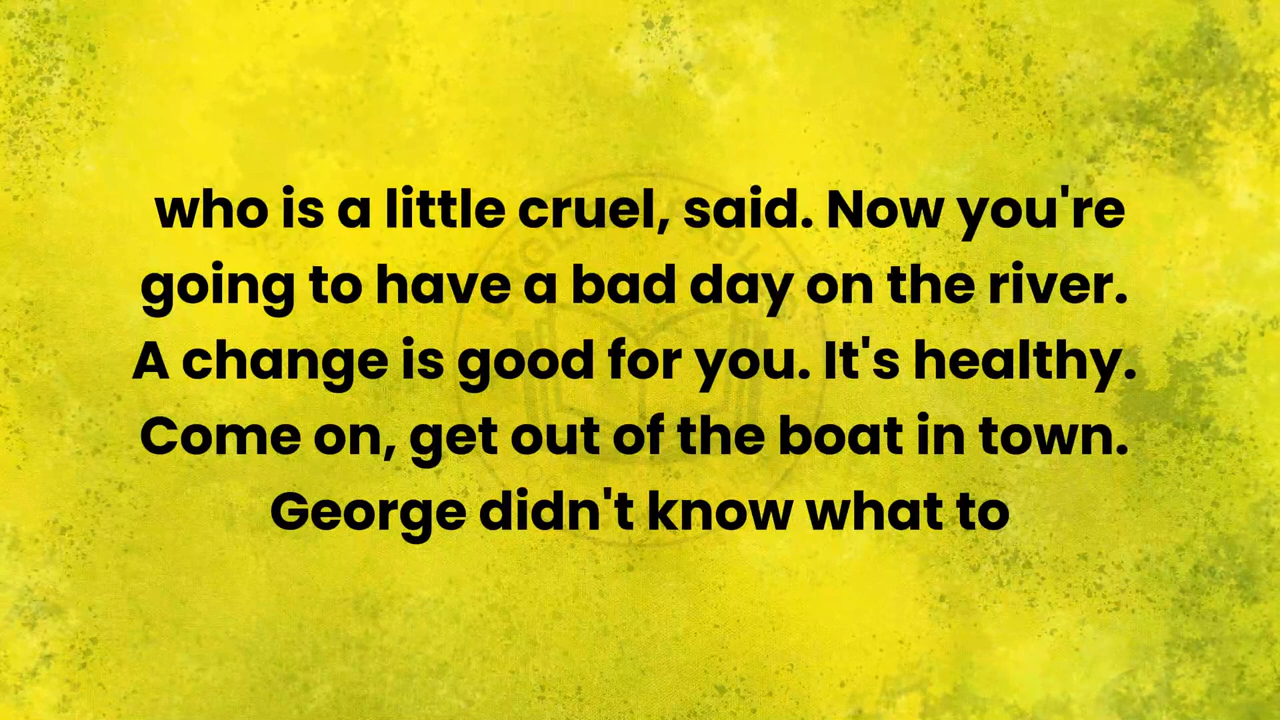 who is a little cruel, said. Now you're
going to have a bad day on the river.
A change is good for you. It's healthy.
Come on, get out of the boat in town.
George didn't know what to